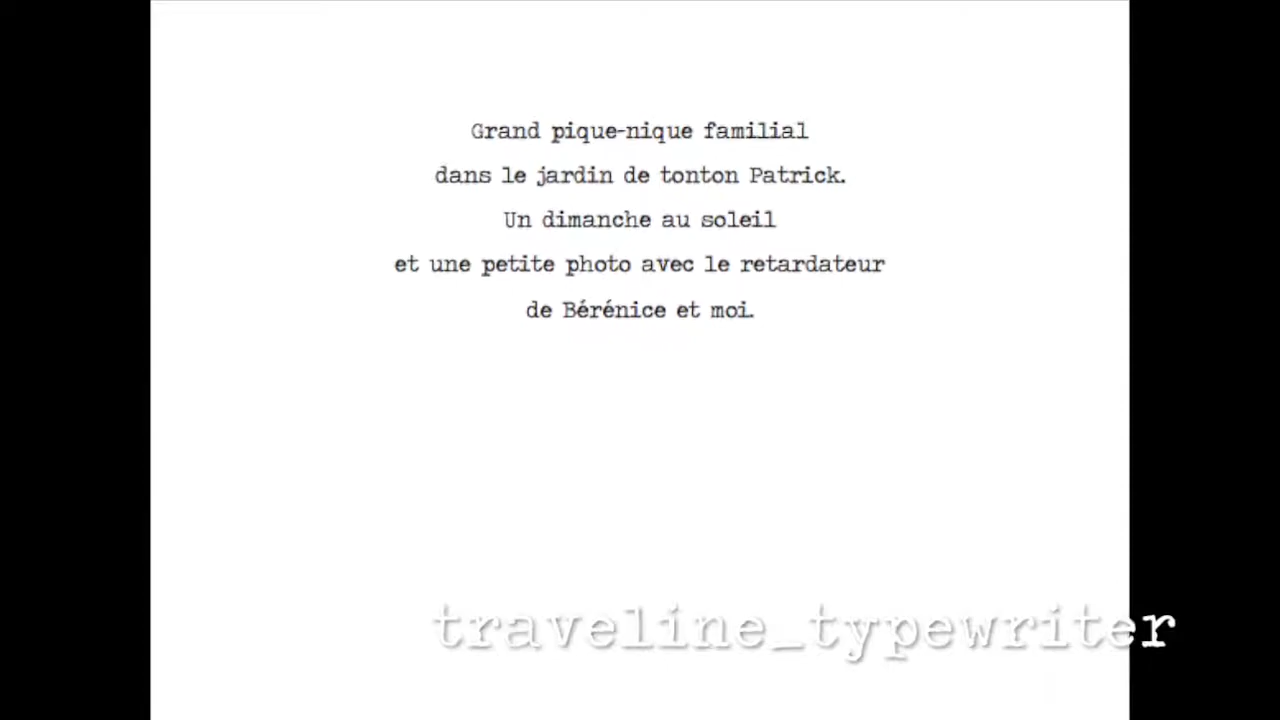 Grand pique-nique familial
dans le jardin de tonton Patrick.
Un dimanche au soleil
et une petite photo avec le retardateur
de Bérénice et moi.
traveline_typewriter